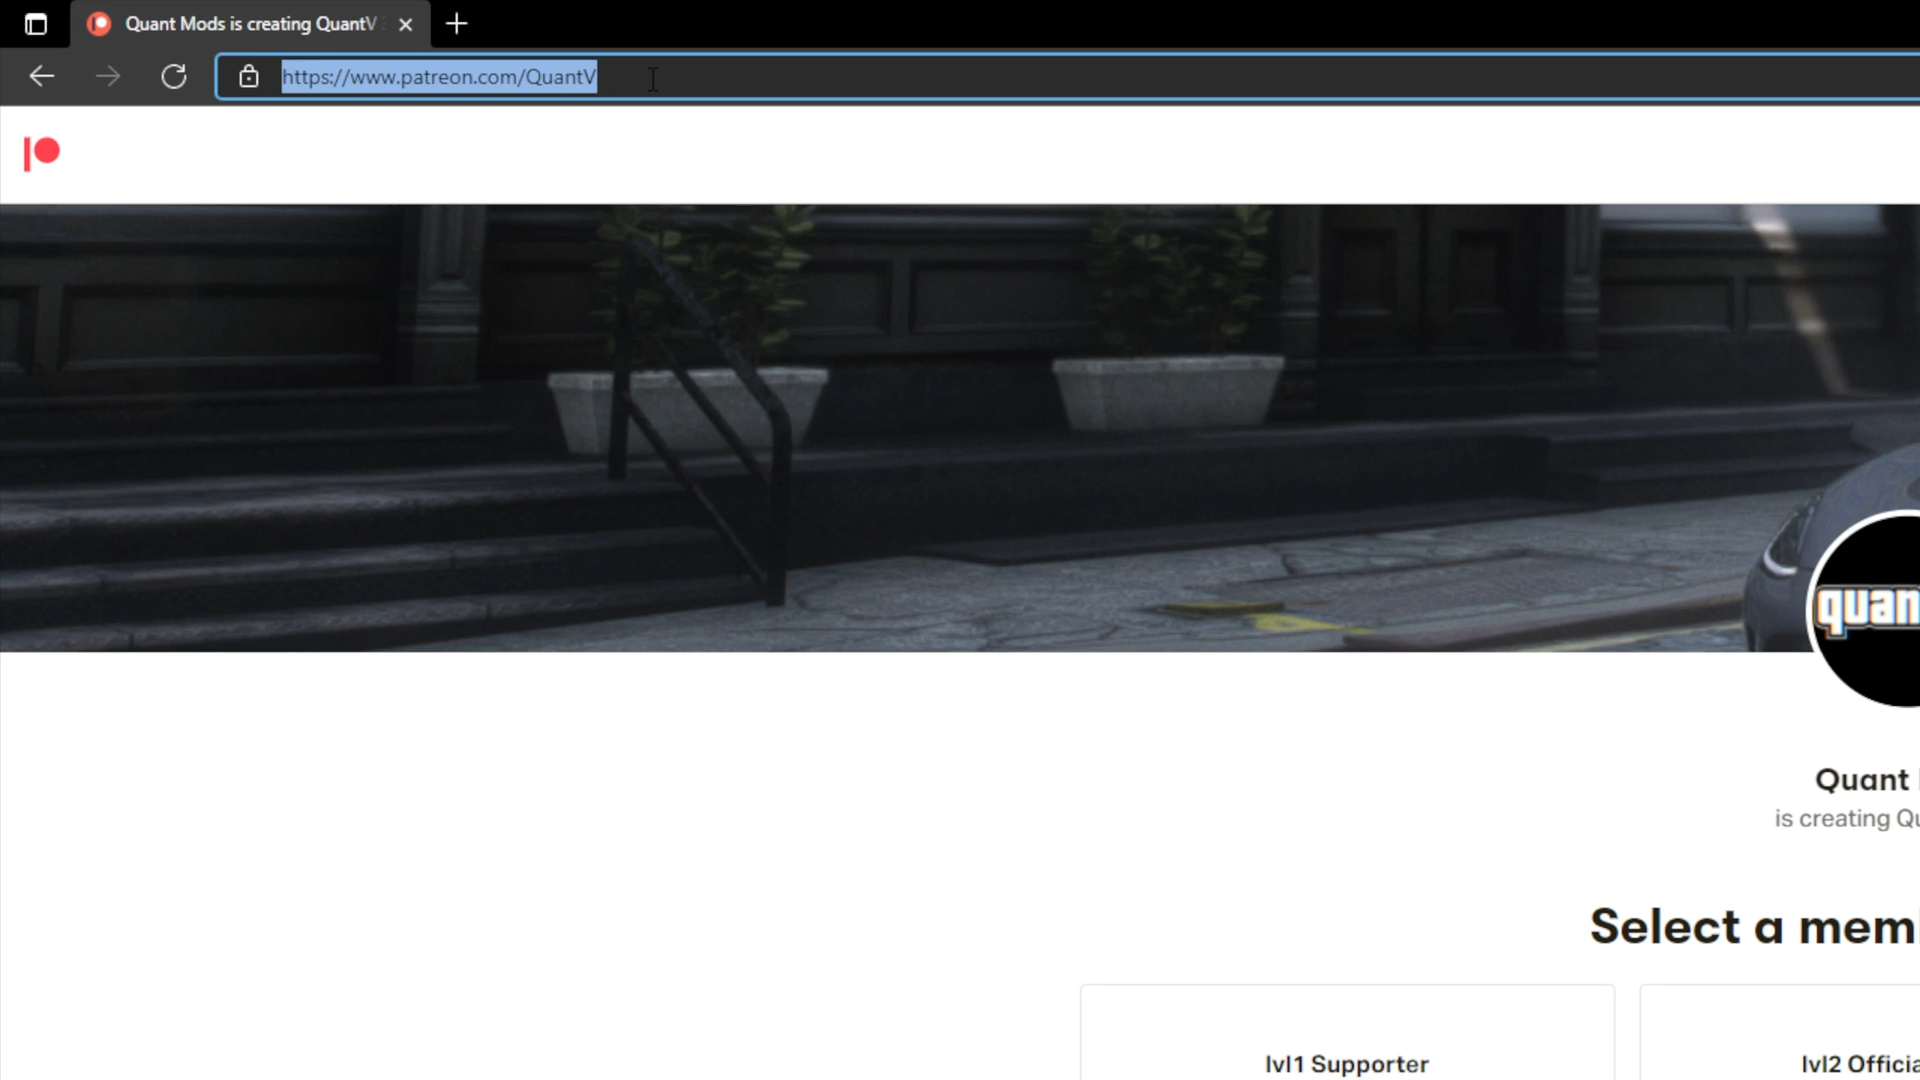 Quant Mods is creating QuantV
https://www.patreon.com/QuantV
quan
Quant
is creating Qu
Select a mem
lvl1 Supporter
lvl2 Officia